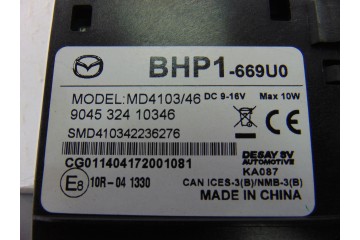 BHP1-669U0
MODEL:MD4103/46 DC 9-16V Max 10W
9045 324 10346
SMD410342236276
CG011404172001081
DESAY SV
AUTOMOTIVE
KA087
E8 10R-04 1330
CAN ICES-3(B)/NMB-3(B)
MADE IN CHINA